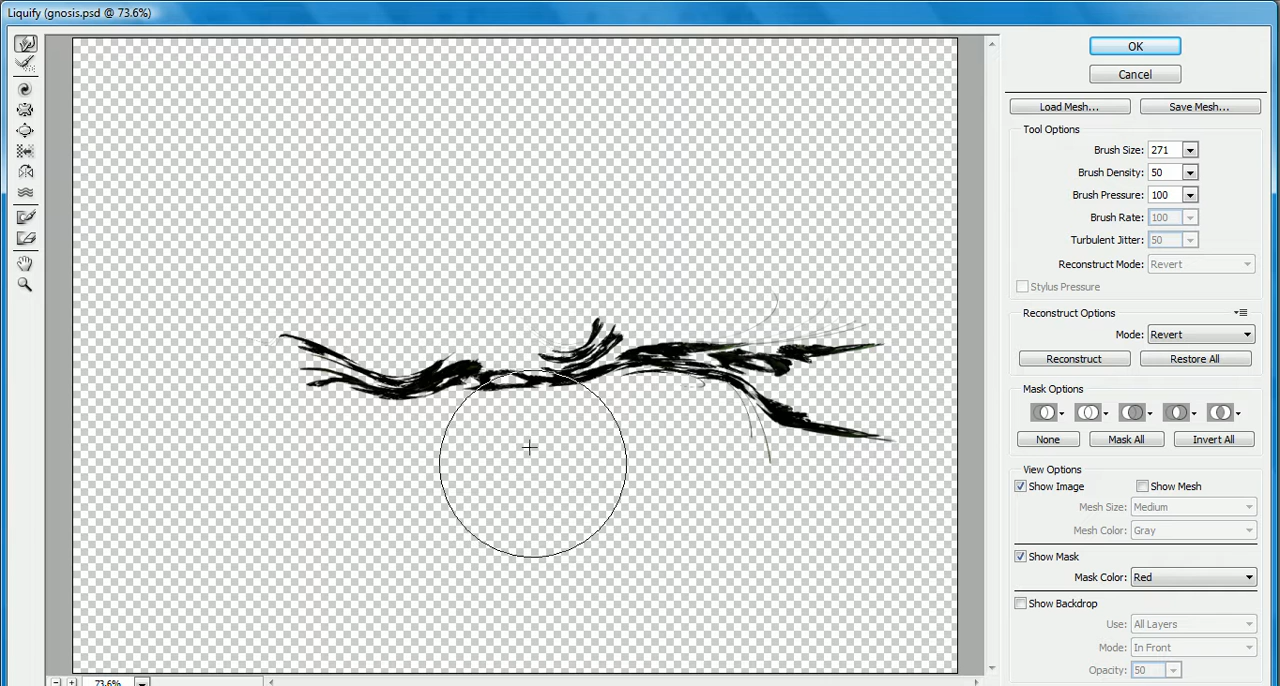 Liquify (gnosis.psd @ 73.6%)
OK
Cancel
Load Mesh... Save Mesh...
Tool Options
Brush Size: 271
Brush Density: 50
Brush Pressure: 100
Brush Rate: 100
Turbulent Jitter: 50
Reconstruct Mode: Revert
Stylus Pressure
Reconstruct Options
Mode: Revert
Reconstruct Restore All
Mask Options
None Mask All Invert All
View Options
Show Image Show Mesh
Mesh Size: Medium
Mesh Color: Gray
Show Mask
Mask Color: Red
Show Backdrop
Use: All Layers
Mode: In Front
Opacity: 50
73.6%